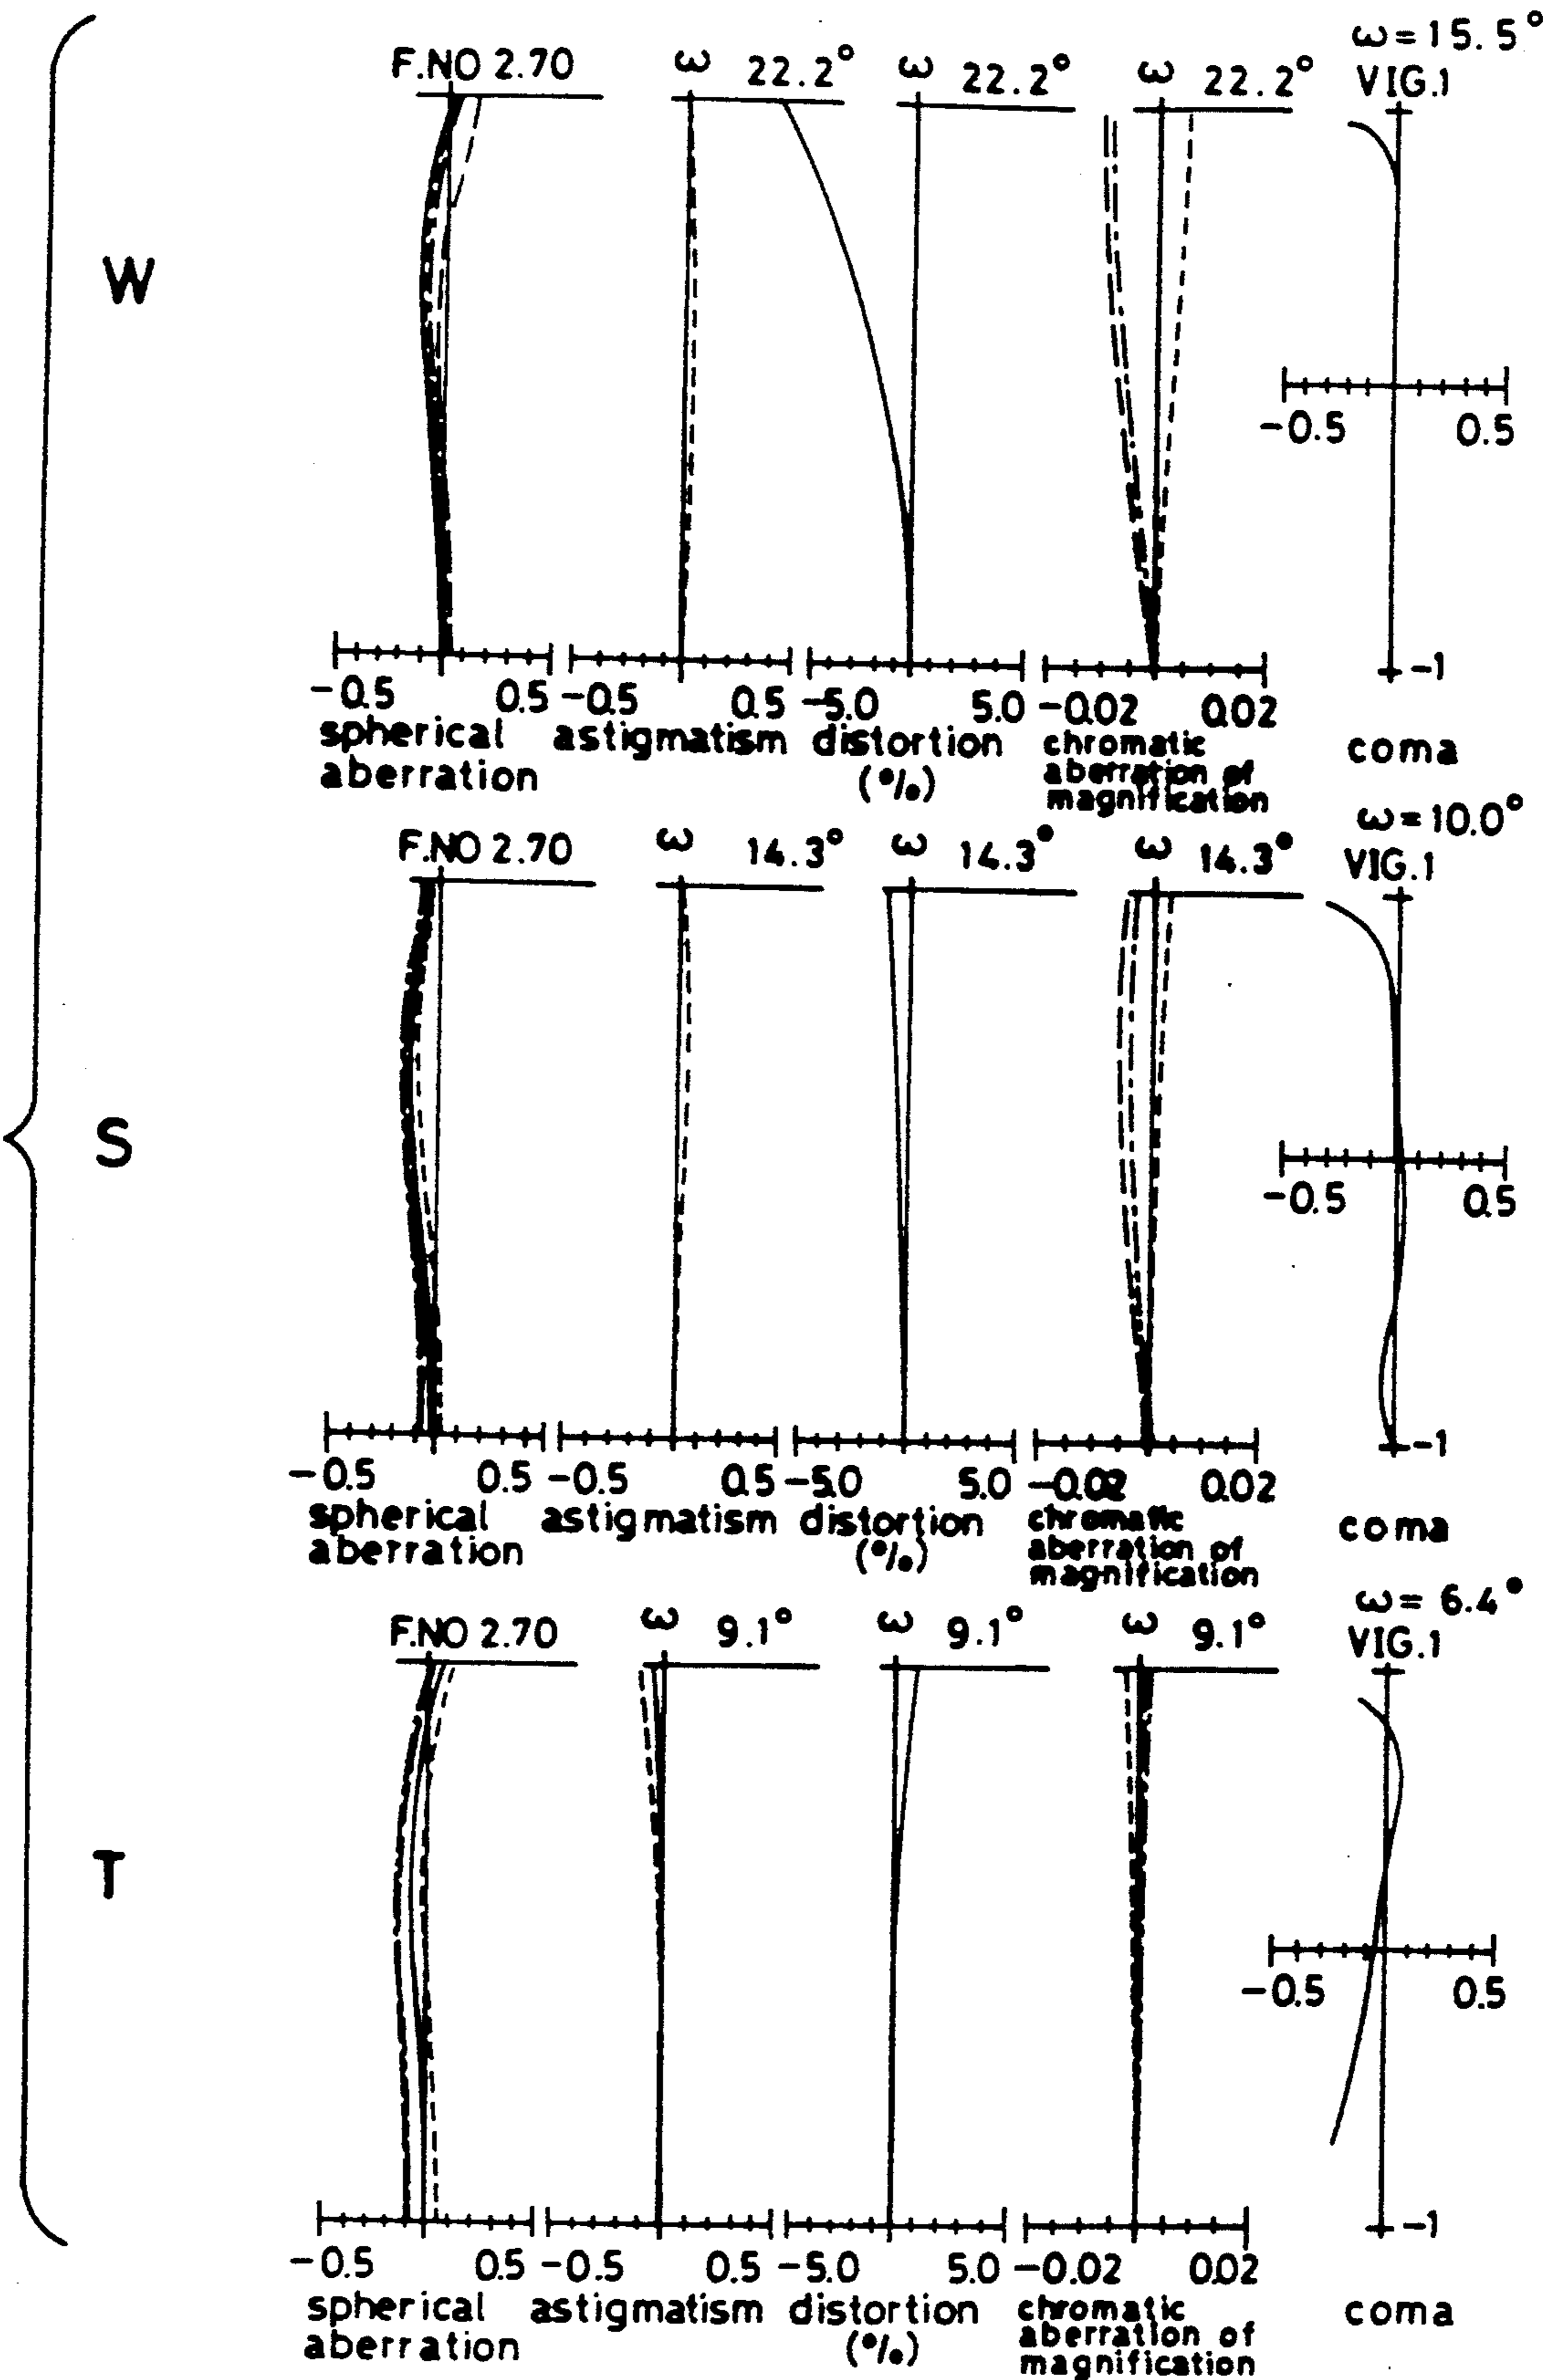 W
F.NO 2.70
ω 22.2°
ω 22.2°
ω 22.2°
ω=15.5°
VIG.1
-0.5 0.5
-0.5 0.5
-5.0 5.0
-0.02 0.02
-0.5 0.5
-1
spherical
aberration
astigmatism
distortion
(%)
chromatic
aberration of
magnification
coma
S
F.NO 2.70
ω 14.3°
ω 14.3°
ω 14.3°
ω=10.0°
VIG.1
-0.5 0.5
-0.5 0.5
-5.0 5.0
-0.02 0.02
-0.5 0.5
-1
spherical
aberration
astigmatism
distortion
(%)
chromatic
aberration of
magnification
coma
T
F.NO 2.70
ω 9.1°
ω 9.1°
ω 9.1°
ω= 6.4°
VIG.1
-0.5 0.5
-0.5 0.5
-5.0 5.0
-0.02 0.02
-0.5 0.5
-1
spherical
aberration
astigmatism
distortion
(%)
chromatic
aberration of
magnification
coma